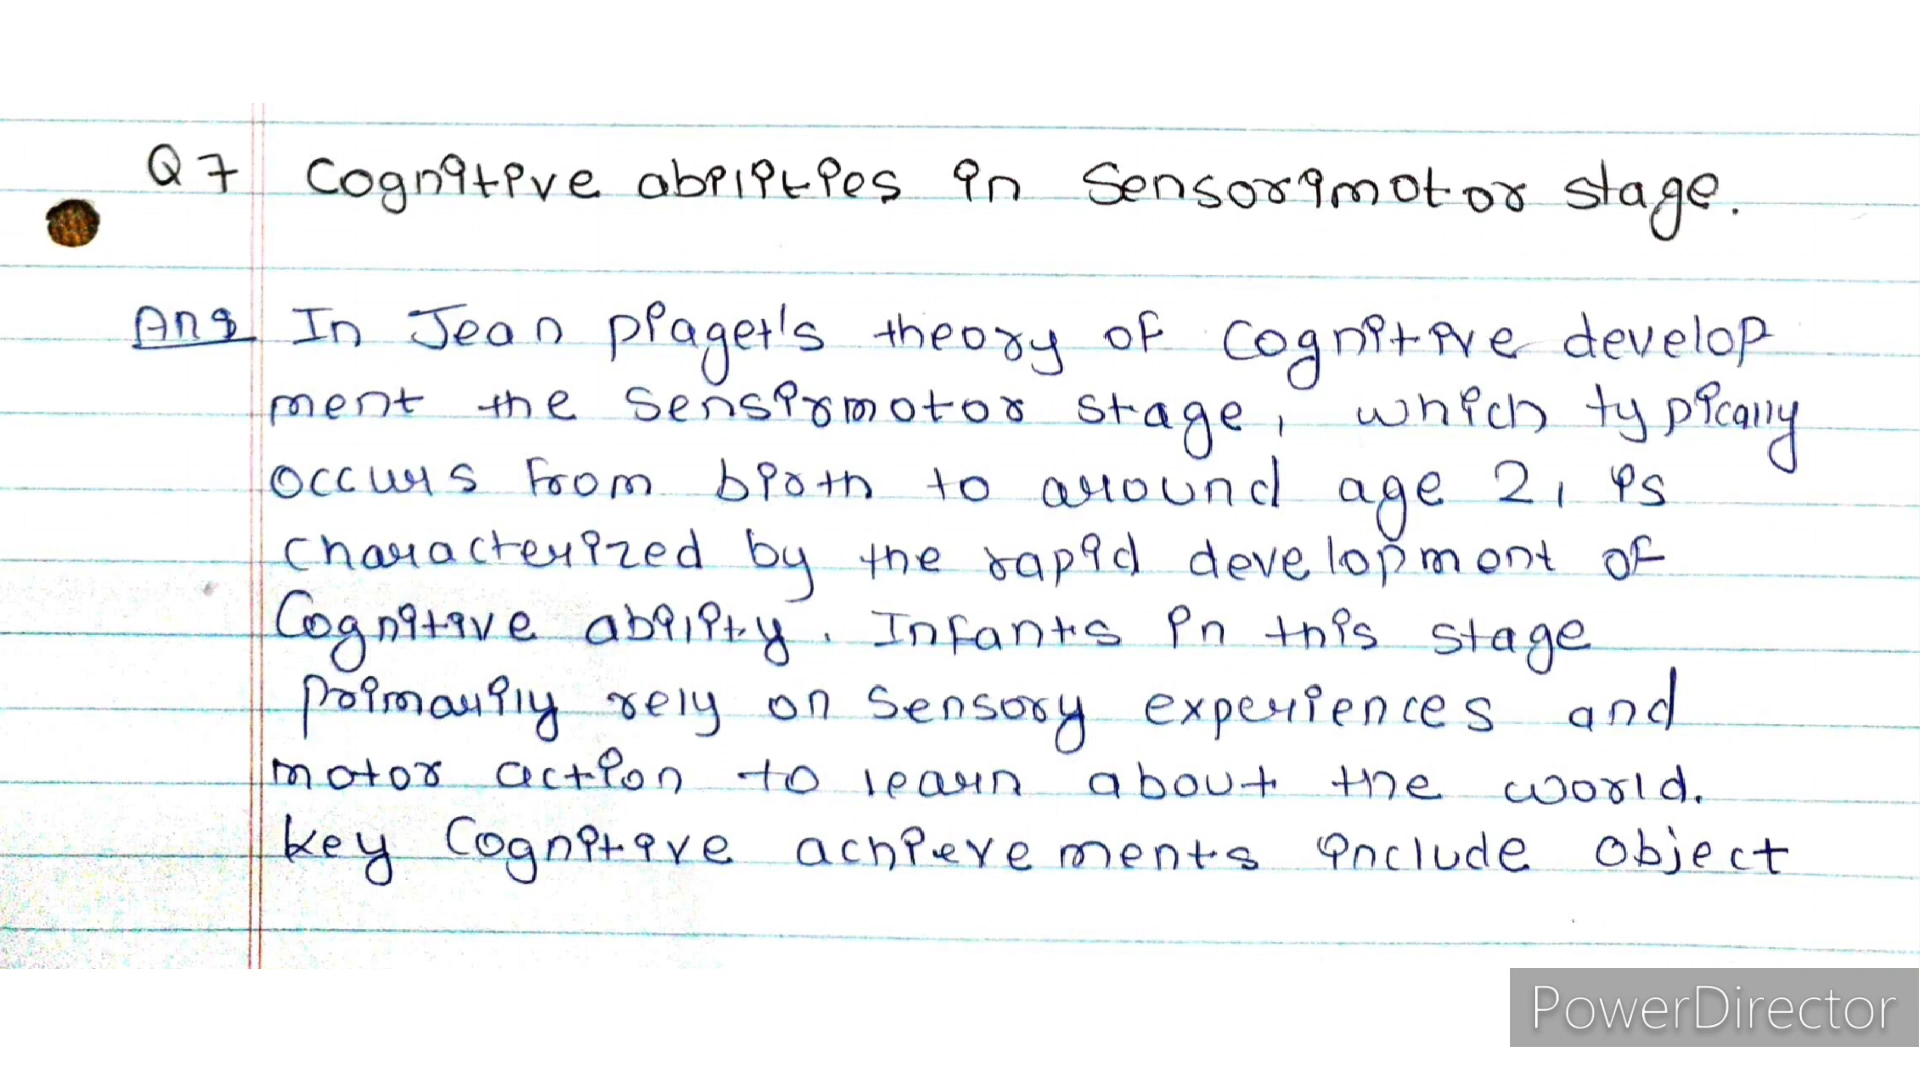 Q7 Cognitive abilities in Sensorimotor stage.
Ans In Jean piaget's theory of Cognitive develop
ment the Sensirmotor stage, which typically
occurs from birth to around age 2, is
characterized by the rapid development of
Cognitive ability. Infants in this stage
Primarily rely on Sensory experiences and
motor action to learn about the world.
key Cognitive achievements include object
PowerDirector